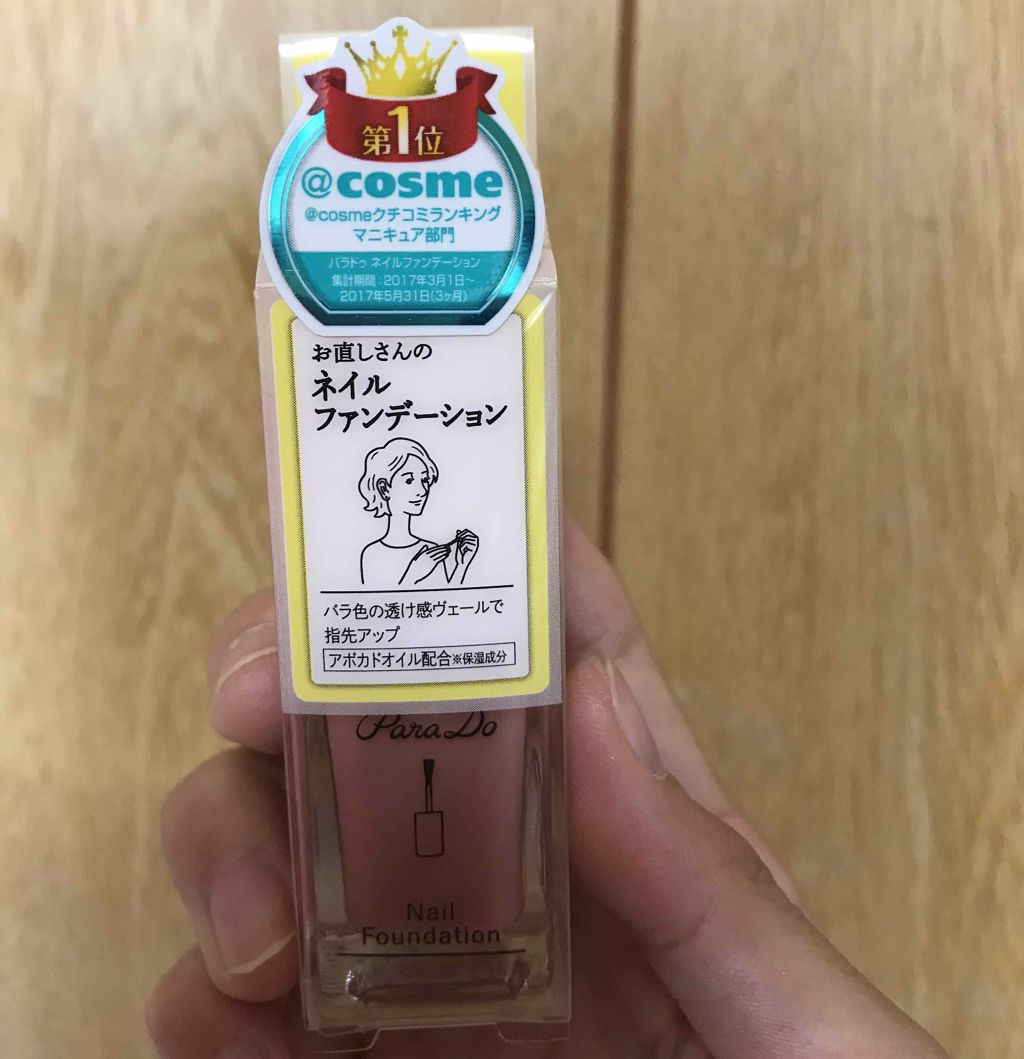 第1位
@cosme
@cosmeクチコミランキング
マニキュア部門
パラドゥ ネイルファンデーション
集計期間：2017年3月1日～
2017年5月31日(3ヶ月)
お直しさんの
ネイル
ファンデーション
バラ色の透け感ヴェールで
指先アップ
アボカドオイル配合※保湿成分
ParaDo
Nail
Foundation